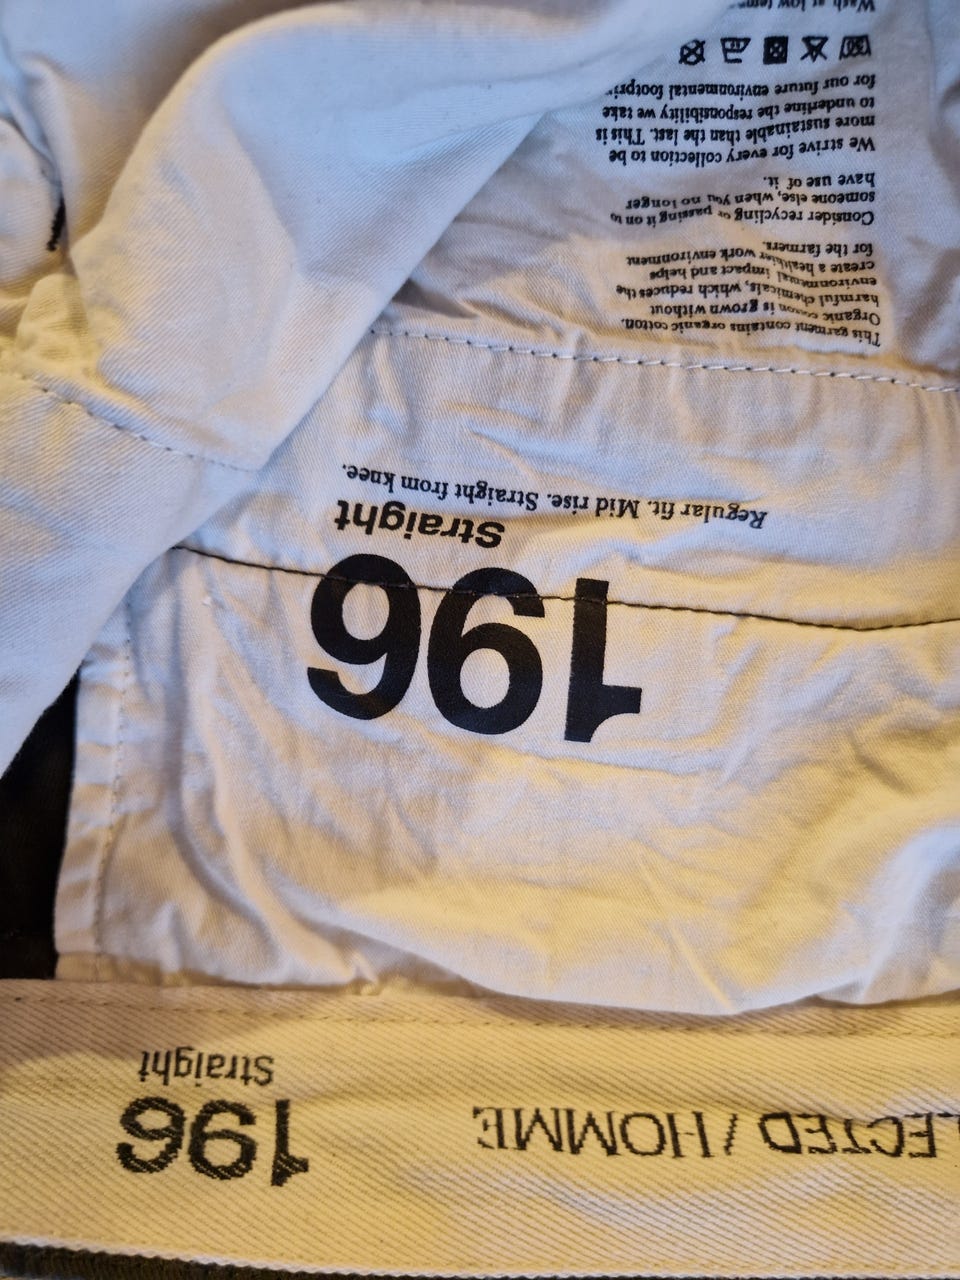 LECTED / HOMME
196
Straight
196
Straight
Regular fit. Mid rise. Straight from knee.
This garment contains organic cotton.
Organic cotton is grown without
harmful chemicals, which reduces the
environmental impact and helps
create a healthier work environment
for the farmers.
Consider recycling or passing it on to
someone else, when you no longer
have use of it.
We strive for every collection to be
more sustainable than the last. This is
to underline the responsibility we take
for our future environmental footprint
Wash at low